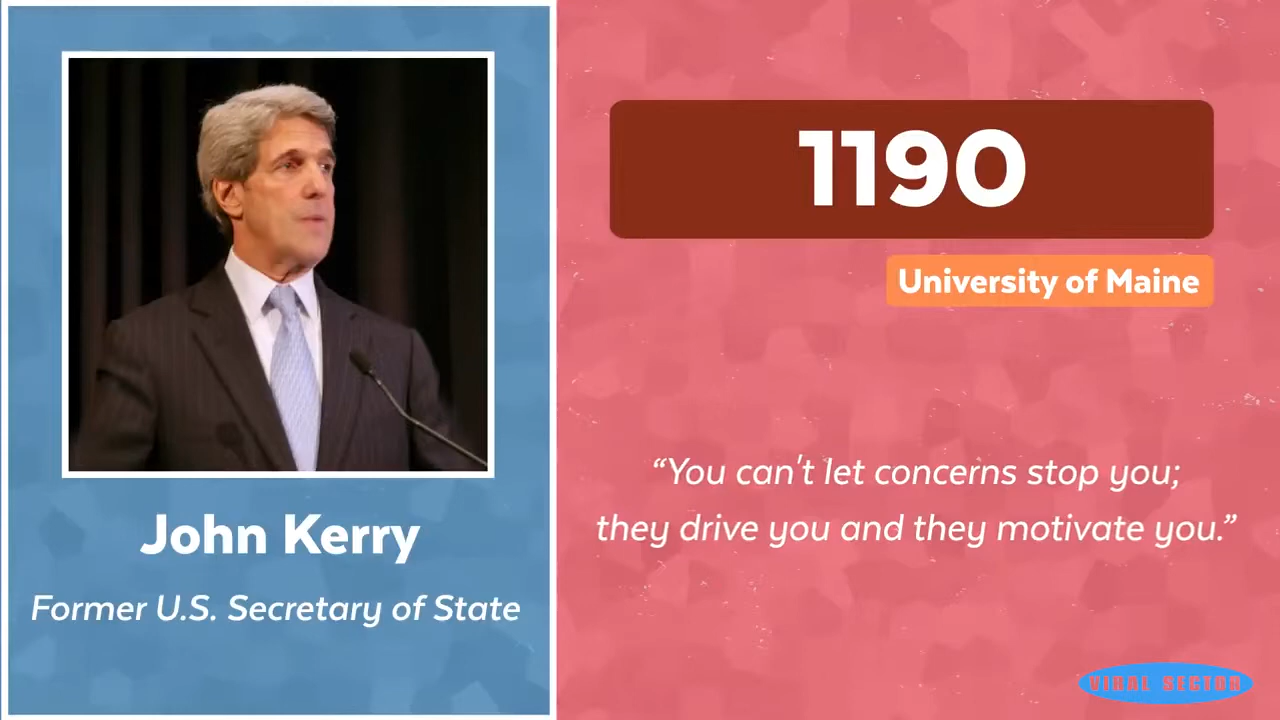 John Kerry
Former U.S. Secretary of State
1190
University of Maine
“You can't let concerns stop you;
they drive you and they motivate you.”
VIRAL SECTOR